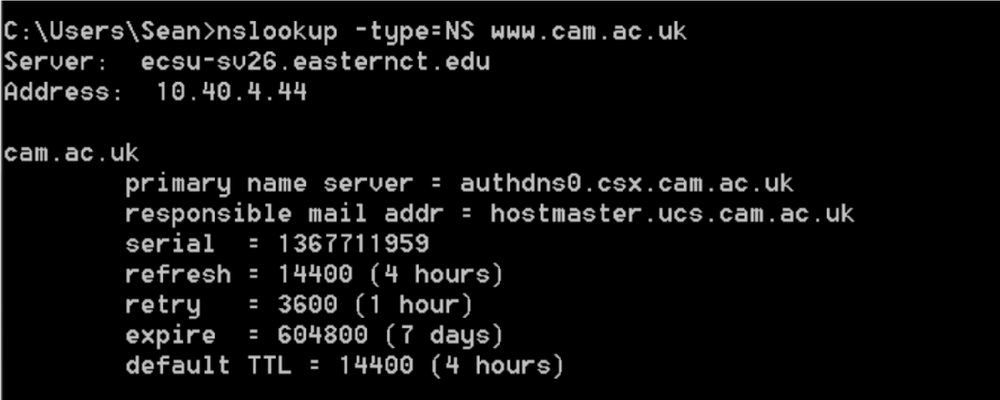 C:\Users\Sean>nslookup -type=NS www.cam.ac.uk
Server:  ecsu-sv26.easternct.edu
Address:  10.40.4.44

cam.ac.uk
        primary name server = authdns0.csx.cam.ac.uk
        responsible mail addr = hostmaster.ucs.cam.ac.uk
        serial  = 1367711959
        refresh = 14400 (4 hours)
        retry   = 3600 (1 hour)
        expire  = 604800 (7 days)
        default TTL = 14400 (4 hours)